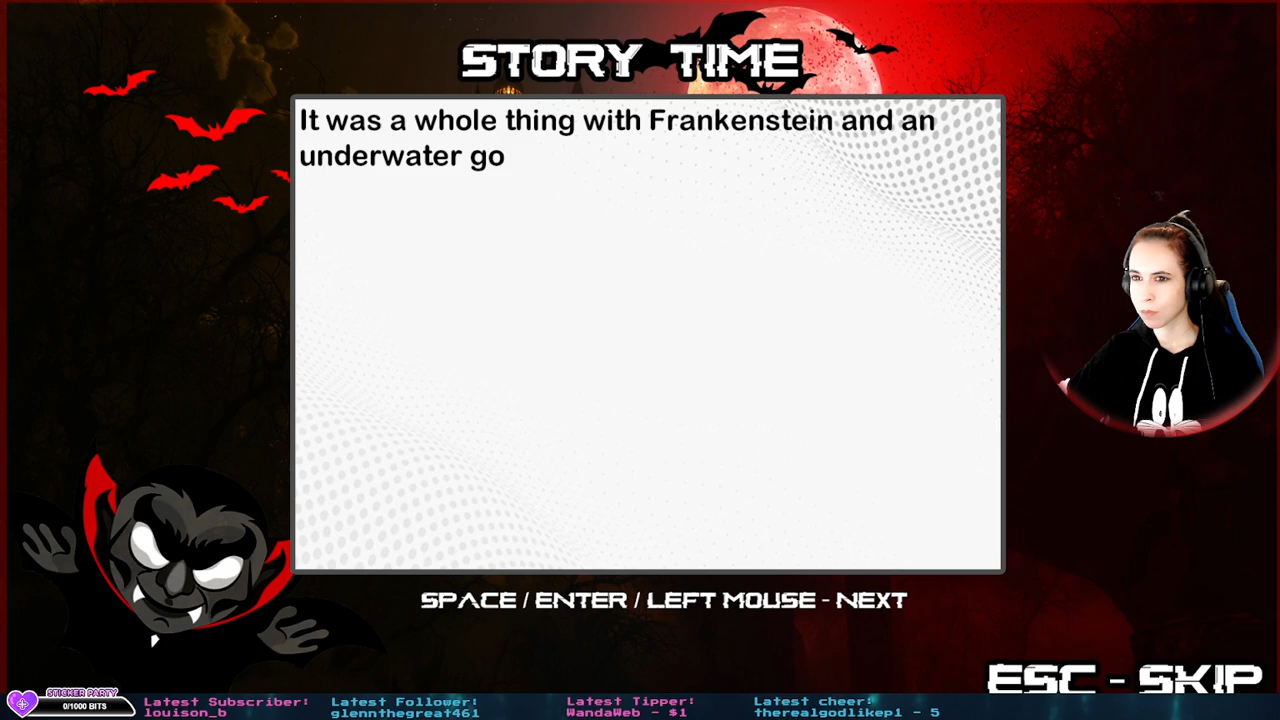 STORY TIME
It was a whole thing with Frankenstein and an
underwater go
SPACE / ENTER / LEFT MOUSE - NEXT
ESC - SKIP
STICKER PARTY
0/1000 BITS
Latest Subscriber:
louison_b
Latest Follower:
glennthegreat461
Latest Tipper:
WandaWeb - $1
Latest cheer:
therealgodlikep1 - 5